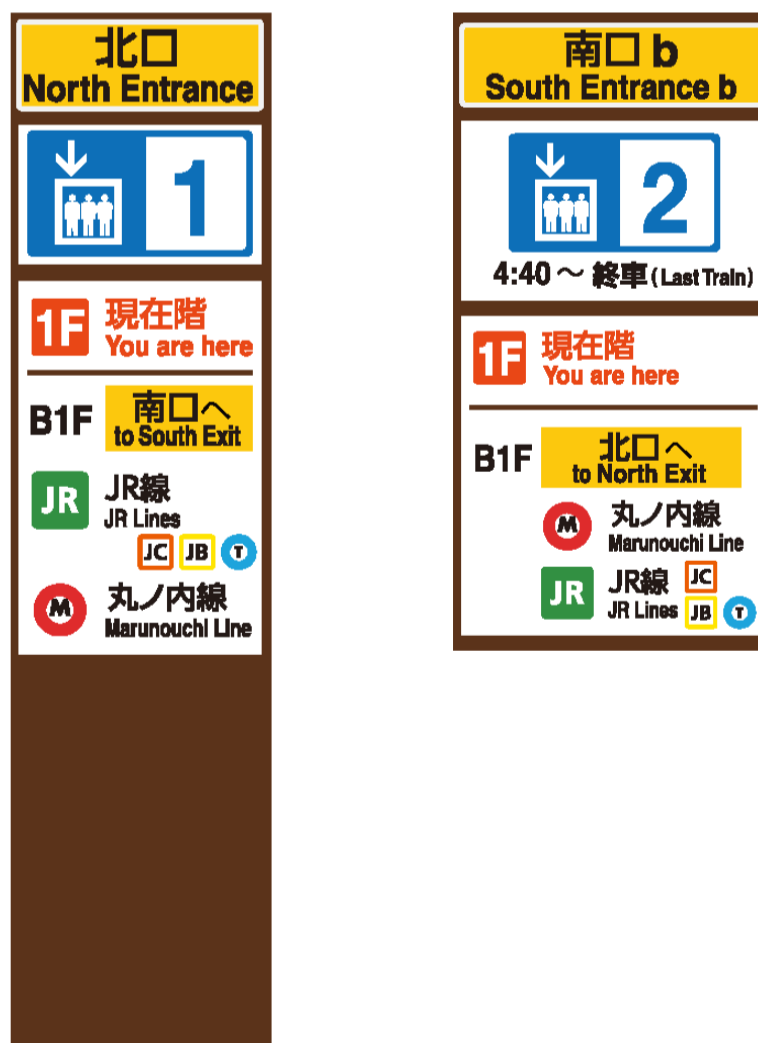 北口
North Entrance
1
1F 現在階
You are here
B1F 南口へ
to South Exit
JR JR線
JR Lines
JC JB T
M 丸ノ内線
Marunouchi Line
南口 b
South Entrance b
2
4:40 ～ 終車 (Last Train)
1F 現在階
You are here
B1F 北口へ
to North Exit
M 丸ノ内線
Marunouchi Line
JR JR線 JC
JR Lines JB T